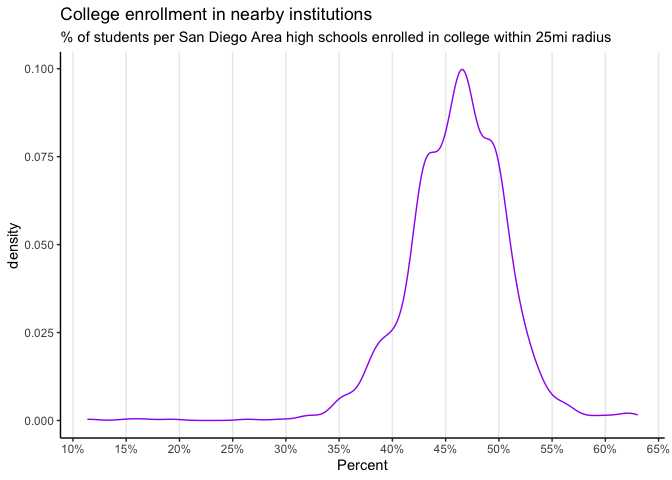 College enrollment in nearby institutions
% of students per San Diego Area high schools enrolled in college within 25mi radius
0.100
0.075
0.050
0.025
0.000
density
10% 15% 20% 25% 30% 35% 40% 45% 50% 55% 60% 65%
Percent